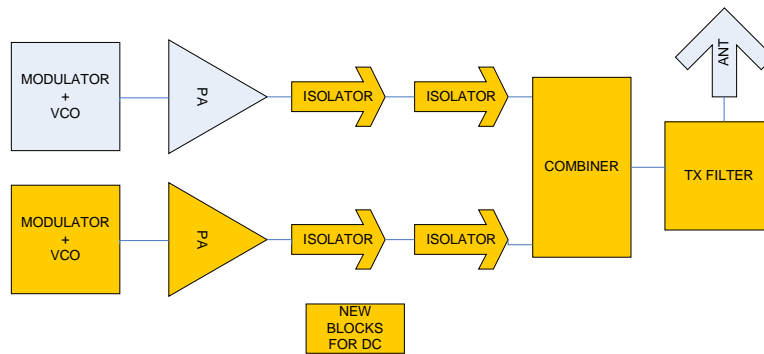 MODULATOR
+
VCO
PA
ISOLATOR
ISOLATOR
COMBINER
TX FILTER
ANT
MODULATOR
+
VCO
PA
ISOLATOR
ISOLATOR
NEW
BLOCKS
FOR DC